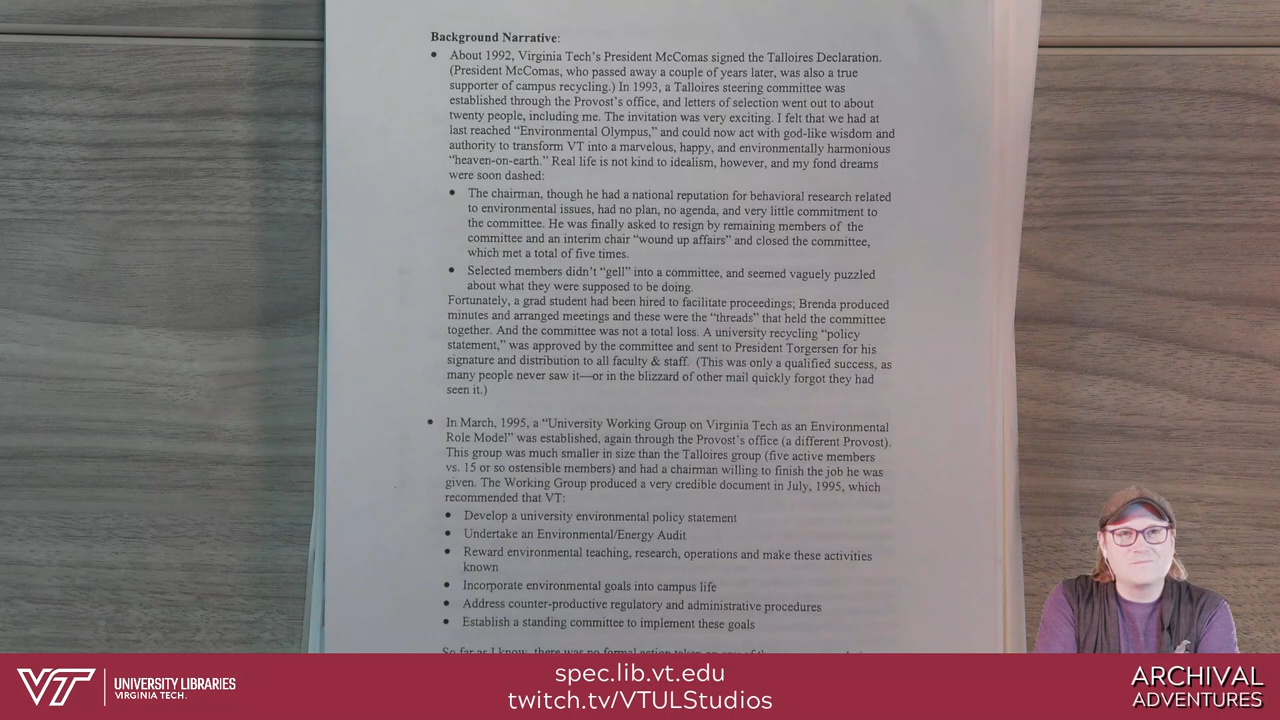 Background Narrative:
• About 1992, Virginia Tech's President McComas signed the Talloires Declaration.
(President McComas, who passed away a couple of years later, was also a true
supporter of campus recycling.) In 1993, a Talloires steering committee was
established through the Provost's office, and letters of selection went out to about
twenty people, including me. The invitation was very exciting. I felt that we had at
last reached "Environmental Olympus," and could now act with god-like wisdom and
authority to transform VT into a marvelous, happy, and environmentally harmonious
"heaven-on-earth." Real life is not kind to idealism, however, and my fond dreams
were soon dashed:
• The chairman, though he had a national reputation for behavioral research related
to environmental issues, had no plan, no agenda, and very little commitment to
the committee. He was finally asked to resign by remaining members of the
committee and an interim chair "wound up affairs" and closed the committee,
which met a total of five times.
• Selected members didn't "gell" into a committee, and seemed vaguely puzzled
about what they were supposed to be doing.
Fortunately, a grad student had been hired to facilitate proceedings; Brenda produced
minutes and arranged meetings and these were the "threads" that held the committee
together. And the committee was not a total loss. A university recycling "policy
statement," was approved by the committee and sent to President Torgersen for his
signature and distribution to all faculty & staff. (This was only a qualified success, as
many people never saw it—or in the blizzard of other mail quickly forgot they had
seen it.)
• In March, 1995, a "University Working Group on Virginia Tech as an Environmental
Role Model" was established, again through the Provost's office (a different Provost).
This group was much smaller in size than the Talloires group (five active members
vs. 15 or so ostensible members) and had a chairman willing to finish the job he was
given. The Working Group produced a very credible document in July, 1995, which
recommended that VT:
• Develop a university environmental policy statement
• Undertake an Environmental/Energy Audit
• Reward environmental teaching, research, operations and make these activities
known
• Incorporate environmental goals into campus life
• Address counter-productive regulatory and administrative procedures
• Establish a standing committee to implement these goals
So far as I know, there was no formal action taken
VT UNIVERSITY LIBRARIES
VIRGINIA TECH.
spec.lib.vt.edu
twitch.tv/VTULStudios
ARCHIVAL
ADVENTURES